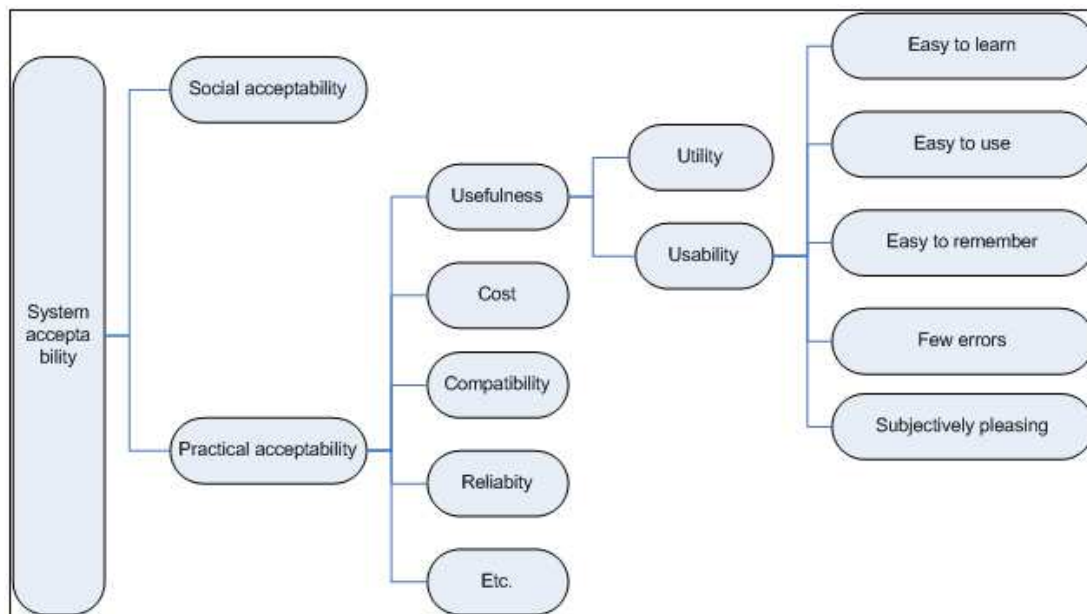 System
accepta
bility
Social acceptability
Practical acceptability
Usefulness
Cost
Compatibility
Reliabity
Etc.
Utility
Usability
Easy to learn
Easy to use
Easy to remember
Few errors
Subjectively pleasing